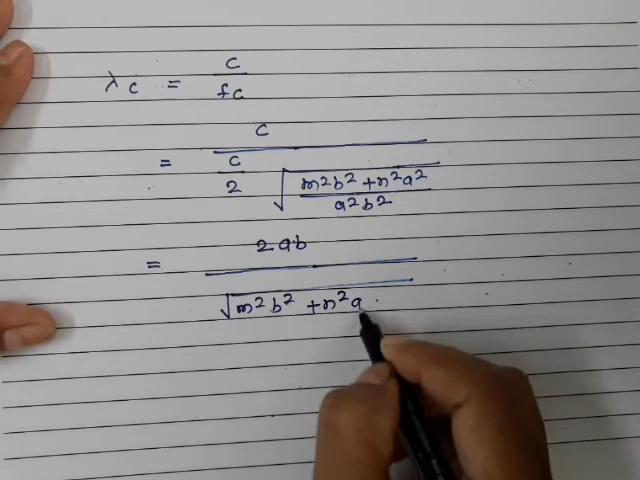 λc = c / fc
= c / (c/2 √((m²b² + n²a²) / a²b²))
= 2ab / √(m²b² + n²a